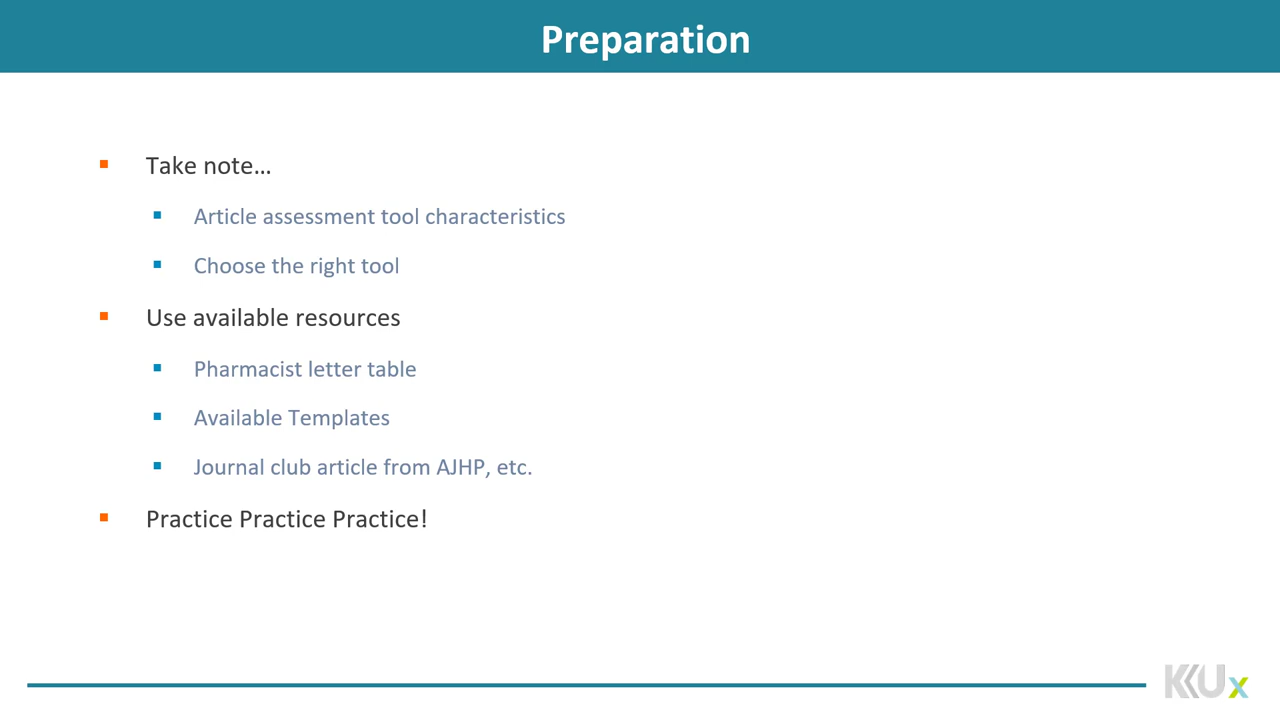 Preparation
Take note…
Article assessment tool characteristics
Choose the right tool
Use available resources
Pharmacist letter table
Available Templates
Journal club article from AJHP, etc.
Practice Practice Practice!
KKUx